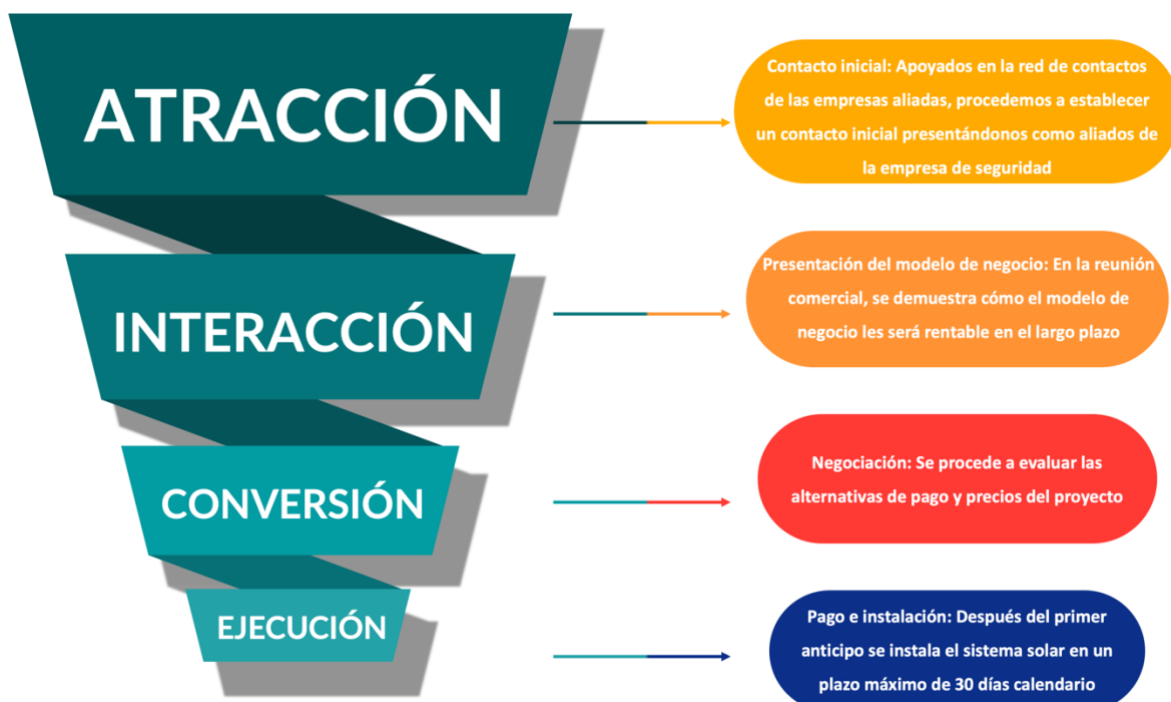 ATRACCIÓN
Contacto inicial: Apoyados en la red de contactos
de las empresas aliadas, procedemos a establecer
un contacto inicial presentándonos como aliados de
la empresa de seguridad
INTERACCIÓN
Presentación del modelo de negocio: En la reunión
comercial, se demuestra cómo el modelo de
negocio les será rentable en el largo plazo
CONVERSIÓN
Negociación: Se procede a evaluar las
alternativas de pago y precios del proyecto
EJECUCIÓN
Pago e instalación: Después del primer
anticipo se instala el sistema solar en un
plazo máximo de 30 días calendario